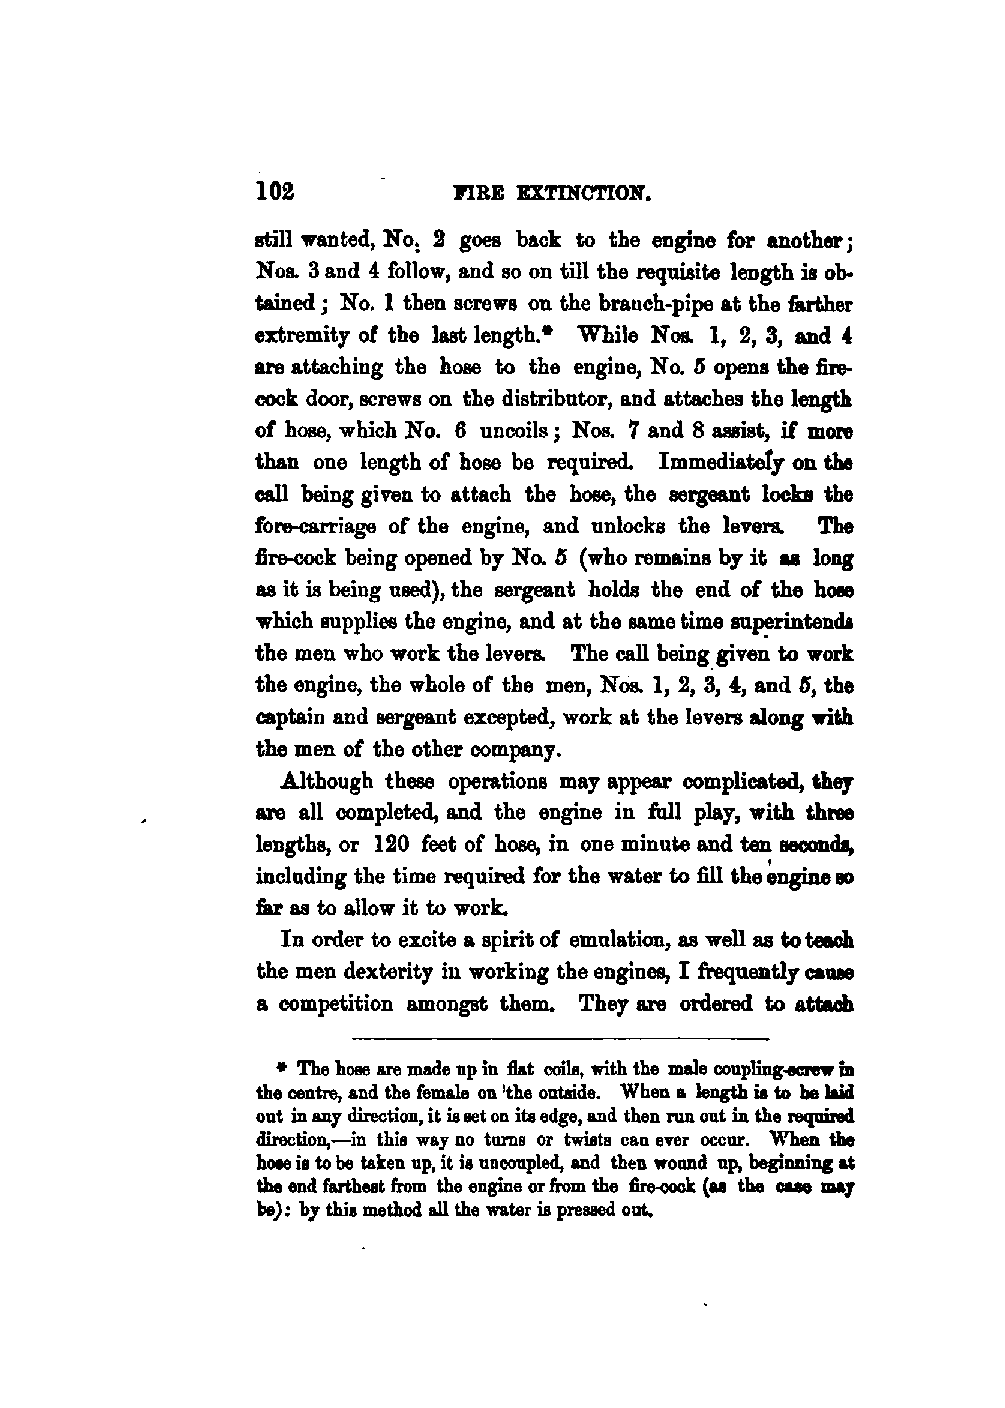 102 FIRE EXTINCTION.
still wanted, No. 2 goes back to the engine for another;
Nos. 3 and 4 follow, and so on till the requisite length is ob-
tained; No. 1 then screws on the branch-pipe at the farther
extremity of the last length.* While Nos. 1, 2, 3, and 4
are attaching the hose to the engine, No. 5 opens the fire-
cock door, screws on the distributor, and attaches the length
of hose, which No. 6 uncoils; Nos. 7 and 8 assist, if more
than one length of hose be required. Immediately on the
call being given to attach the hose, the sergeant locks the
fore-carriage of the engine, and unlocks the levers. The
fire-cock being opened by No. 5 (who remains by it as long
as it is being used), the sergeant holds the end of the hose
which supplies the engine, and at the same time superintends
the men who work the levers. The call being given to work
the engine, the whole of the men, Nos. 1, 2, 3, 4, and 5, the
captain and sergeant excepted, work at the levers along with
the men of the other company.
Although these operations may appear complicated, they
are all completed, and the engine in full play, with three
lengths, or 120 feet of hose, in one minute and ten seconds,
including the time required for the water to fill the engine so
far as to allow it to work.
In order to excite a spirit of emulation, as well as to teach
the men dexterity in working the engines, I frequently cause
a competition amongst them. They are ordered to attach
* The hose are made up in flat coils, with the male coupling-screw in
the centre, and the female on the outside. When a length is to be laid
out in any direction, it is set on its edge, and then run out in the required
direction,—in this way no turns or twists can ever occur. When the
hose is to be taken up, it is uncoupled, and then wound up, beginning at
the end farthest from the engine or from the fire-cock (as the case may
be): by this method all the water is pressed out.